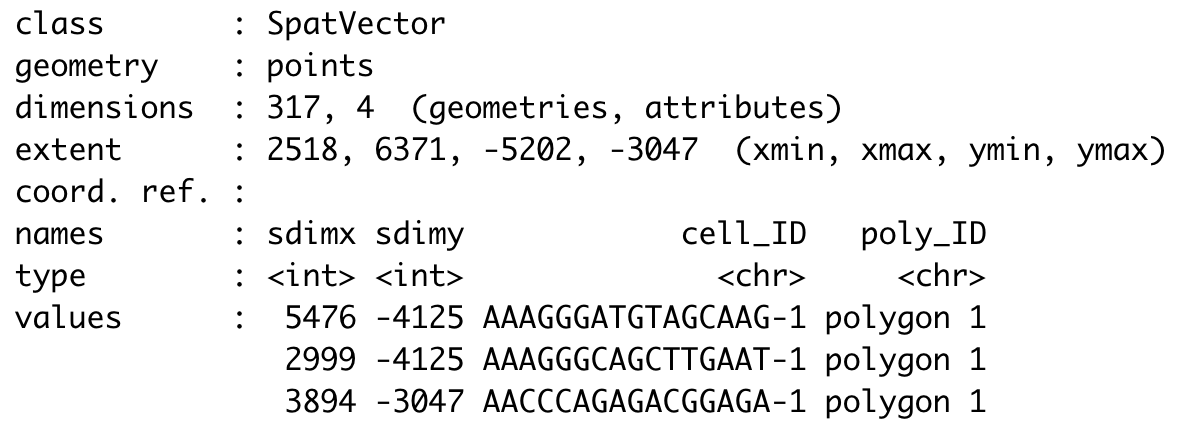 class       : SpatVector
geometry    : points
dimensions  : 317, 4  (geometries, attributes)
extent      : 2518, 6371, -5202, -3047  (xmin, xmax, ymin, ymax)
coord. ref. :
names       : sdimx sdimy            cell_ID   poly_ID
type        : <int> <int>              <chr>     <chr>
values      :  5476 -4125 AAAGGGATGTAGCAAG-1 polygon 1
               2999 -4125 AAAGGGCAGCTTGAAT-1 polygon 1
               3894 -3047 AACCCAGAGACGGAGA-1 polygon 1